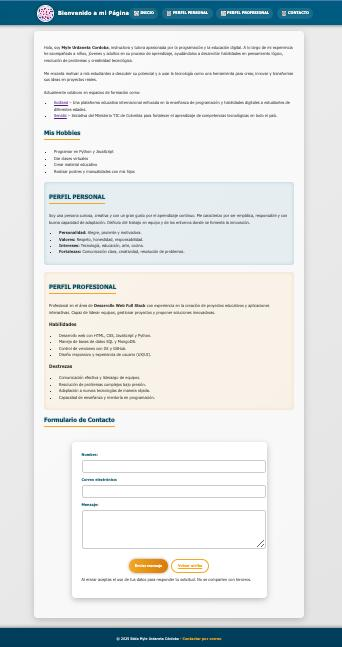 Bienvenido a mi Página
INICIO
PERFIL PERSONAL
PERFIL PROFESIONAL
CONTACTO
Hola, soy Myle Urdaneta Cordoba, instructora y tutora apasionada por la programación y la educación digital. A lo largo de mi experiencia
he acompañado a niños, jóvenes y adultos en su proceso de aprendizaje, ayudándolos a desarrollar habilidades en pensamiento lógico,
resolución de problemas y creatividad tecnológica.
Me encanta motivar a mis estudiantes a descubrir su potencial y a usar la tecnología como una herramienta para crear, innovar y transformar
sus ideas en proyectos reales.
Actualmente colaboro en espacios de formación como:
– Una plataforma educativa internacional enfocada en la enseñanza de programación y habilidades digitales a estudiantes de
diferentes edades.
– Iniciativa del Ministerio TIC de Colombia para fortalecer el aprendizaje de competencias tecnológicas en todo el país.
Mis Hobbies
Programar en Python y JavaScript
Dar clases virtuales
Crear material educativo
Realizar postres y manualidades con mis hijos
PERFIL PERSONAL
Soy una persona curiosa, creativa y con un gran gusto por el aprendizaje continuo. Me caracterizo por ser empática, responsable y con
buena capacidad de adaptación. Disfruto del trabajo en equipo y de los entornos donde se fomenta la innovación.
Personalidad: Alegre, paciente y motivadora.
Valores: Respeto, honestidad, responsabilidad.
Intereses: Tecnología, educación, arte, cocina.
Fortalezas: Comunicación clara, creatividad, resolución de problemas.
PERFIL PROFESIONAL
Profesional en el área de Desarrollo Web Full Stack con experiencia en la creación de proyectos educativos y aplicaciones
interactivas. Capaz de liderar equipos, gestionar proyectos y proponer soluciones innovadoras.
Habilidades
Desarrollo web con HTML, CSS, JavaScript y Python.
Manejo de bases de datos SQL y MongoDB.
Control de versiones con Git y GitHub.
Diseño responsivo y experiencia de usuario (UX/UI).
Destrezas
Comunicación efectiva y liderazgo de equipos.
Resolución de problemas complejos bajo presión.
Adaptación a nuevas tecnologías de manera rápida.
Capacidad de enseñanza y mentoría en programación.
Formulario de Contacto
Nombre:
Correo electrónico:
Mensaje:
Enviar mensaje
Volver arriba
Al enviar aceptas el uso de tus datos para responder tu solicitud. No se comparten con terceros.
© 2025 Myle Urdaneta Córdoba · Contactar por correo